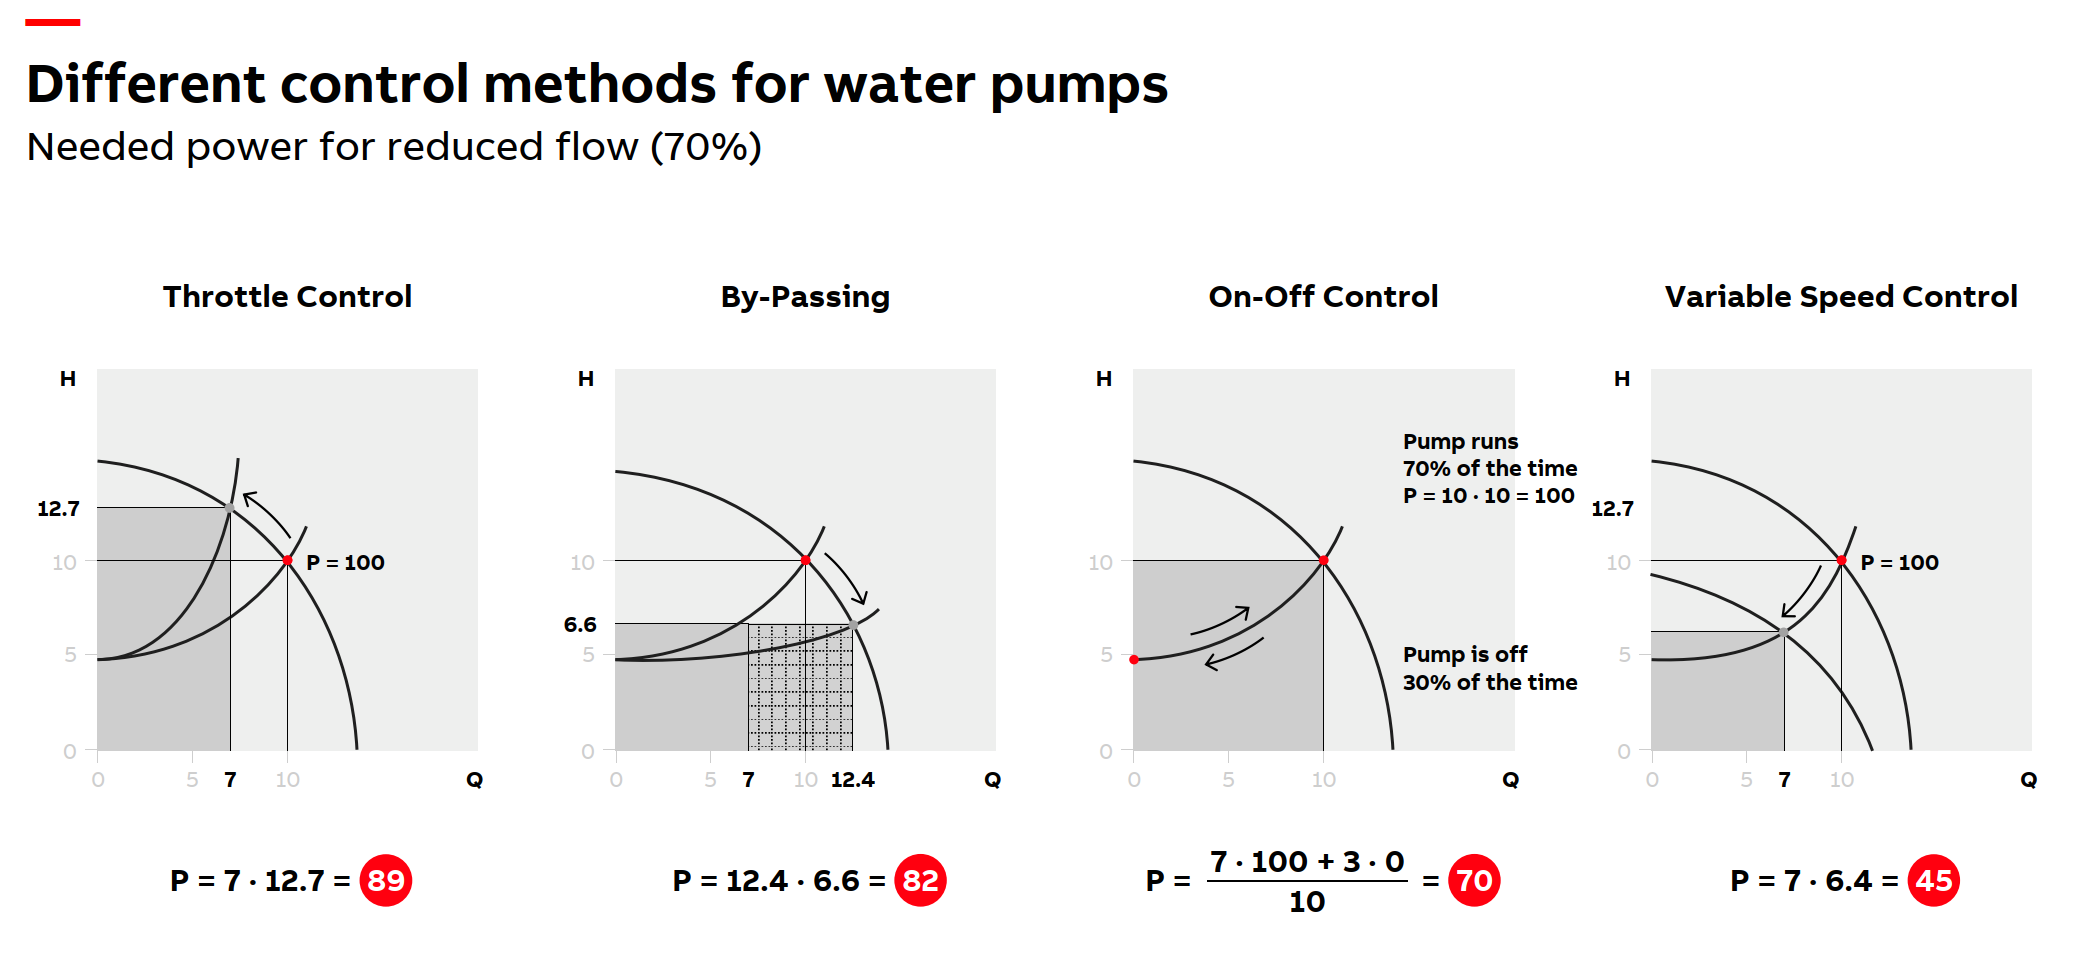 Different control methods for water pumps
Needed power for reduced flow (70%)
Throttle Control
H
12.7
10
P = 100
5
0
0 5 7 10 Q
P = 7 · 12.7 = 89
By-Passing
H
10
6.6
5
0
0 5 7 10 12.4 Q
P = 12.4 · 6.6 = 82
On-Off Control
H
Pump runs
70% of the time
P = 10 · 10 = 100
10
5
Pump is off
30% of the time
0
0 5 10 Q
7 · 100 + 3 · 0
P = = 70
10
Variable Speed Control
H
12.7
10
P = 100
5
0
0 5 7 10 Q
P = 7 · 6.4 = 45